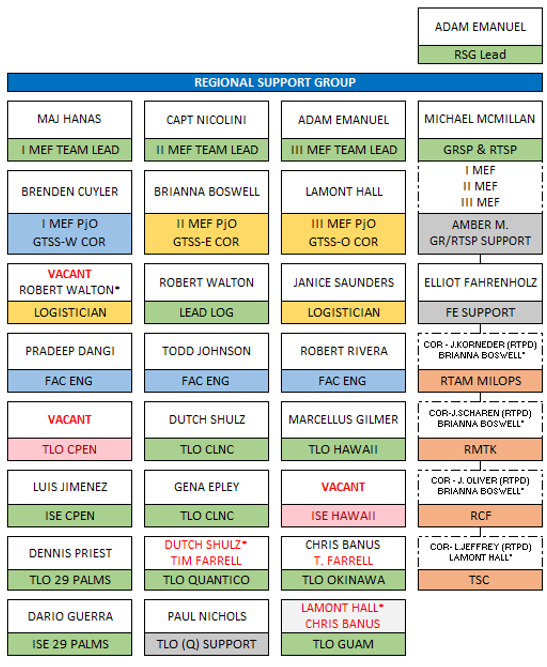 ADAM EMANUEL
RSG Lead
REGIONAL SUPPORT GROUP
MAJ HANAS
I MEF TEAM LEAD
CAPT NICOLINI
II MEF TEAM LEAD
ADAM EMANUEL
III MEF TEAM LEAD
MICHAEL MCMILLAN
GRSP & RTSP
BRENDEN CUYLER
I MEF PjO
GTSS-W COR
BRIANNA BOSWELL
II MEF PjO
GTSS-E COR
LAMONT HALL
III MEF PjO
GTSS-O COR
I MEF
II MEF
III MEF
AMBER M.
GR/RTSP SUPPORT
VACANT
ROBERT WALTON*
LOGISTICIAN
ROBERT WALTON
LEAD LOG
JANICE SAUNDERS
LOGISTICIAN
ELLIOT FAHRENHOLZ
FE SUPPORT
PRADEEP DANGI
FAC ENG
TODD JOHNSON
FAC ENG
ROBERT RIVERA
FAC ENG
COR - J.KORNEDER (RTPD)
BRIANNA BOSWELL*
RTAM MILOPS
VACANT
TLO CPEN
DUTCH SHULZ
TLO CLNC
MARCELLUS GILMER
TLO HAWAII
COR-J.SCHAREN (RTPD)
BRIANNA BOSWELL*
RMTK
LUIS JIMENEZ
ISE CPEN
GENA EPLEY
TLO CLNC
VACANT
ISE HAWAII
COR - J. OLIVER (RTPD)
BRIANNA BOSWELL*
RCF
DENNIS PRIEST
TLO 29 PALMS
DUTCH SHULZ*
TIM FARRELL
TLO QUANTICO
CHRIS BANUS
T. FARRELL
TLO OKINAWA
COR- L.JEFFREY (RTPD)
LAMONT HALL*
TSC
DARIO GUERRA
ISE 29 PALMS
PAUL NICHOLS
TLO (Q) SUPPORT
LAMONT HALL*
CHRIS BANUS
TLO GUAM